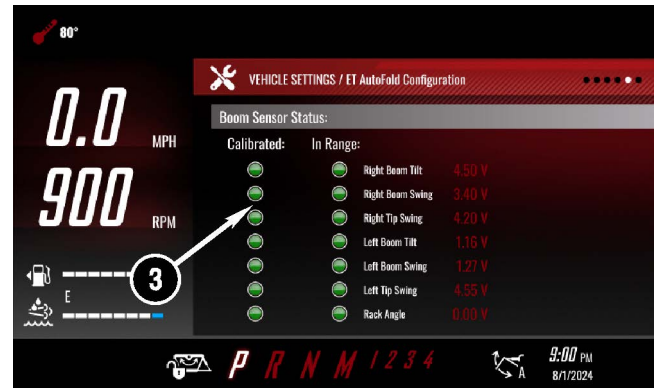 80°
VEHICLE SETTINGS / ET AutoFold Configuration
0.0 MPH
900 RPM
Boom Sensor Status:
Calibrated: In Range:
Right Boom Tilt 4.50 V
Right Boom Swing 3.40 V
Right Tip Swing 4.20 V
Left Boom Tilt 1.16 V
Left Boom Swing 1.27 V
Left Tip Swing 4.55 V
Rack Angle 0.00 V
3
E
P R N M 1 2 3 4
A
9:00 PM
8/1/2024